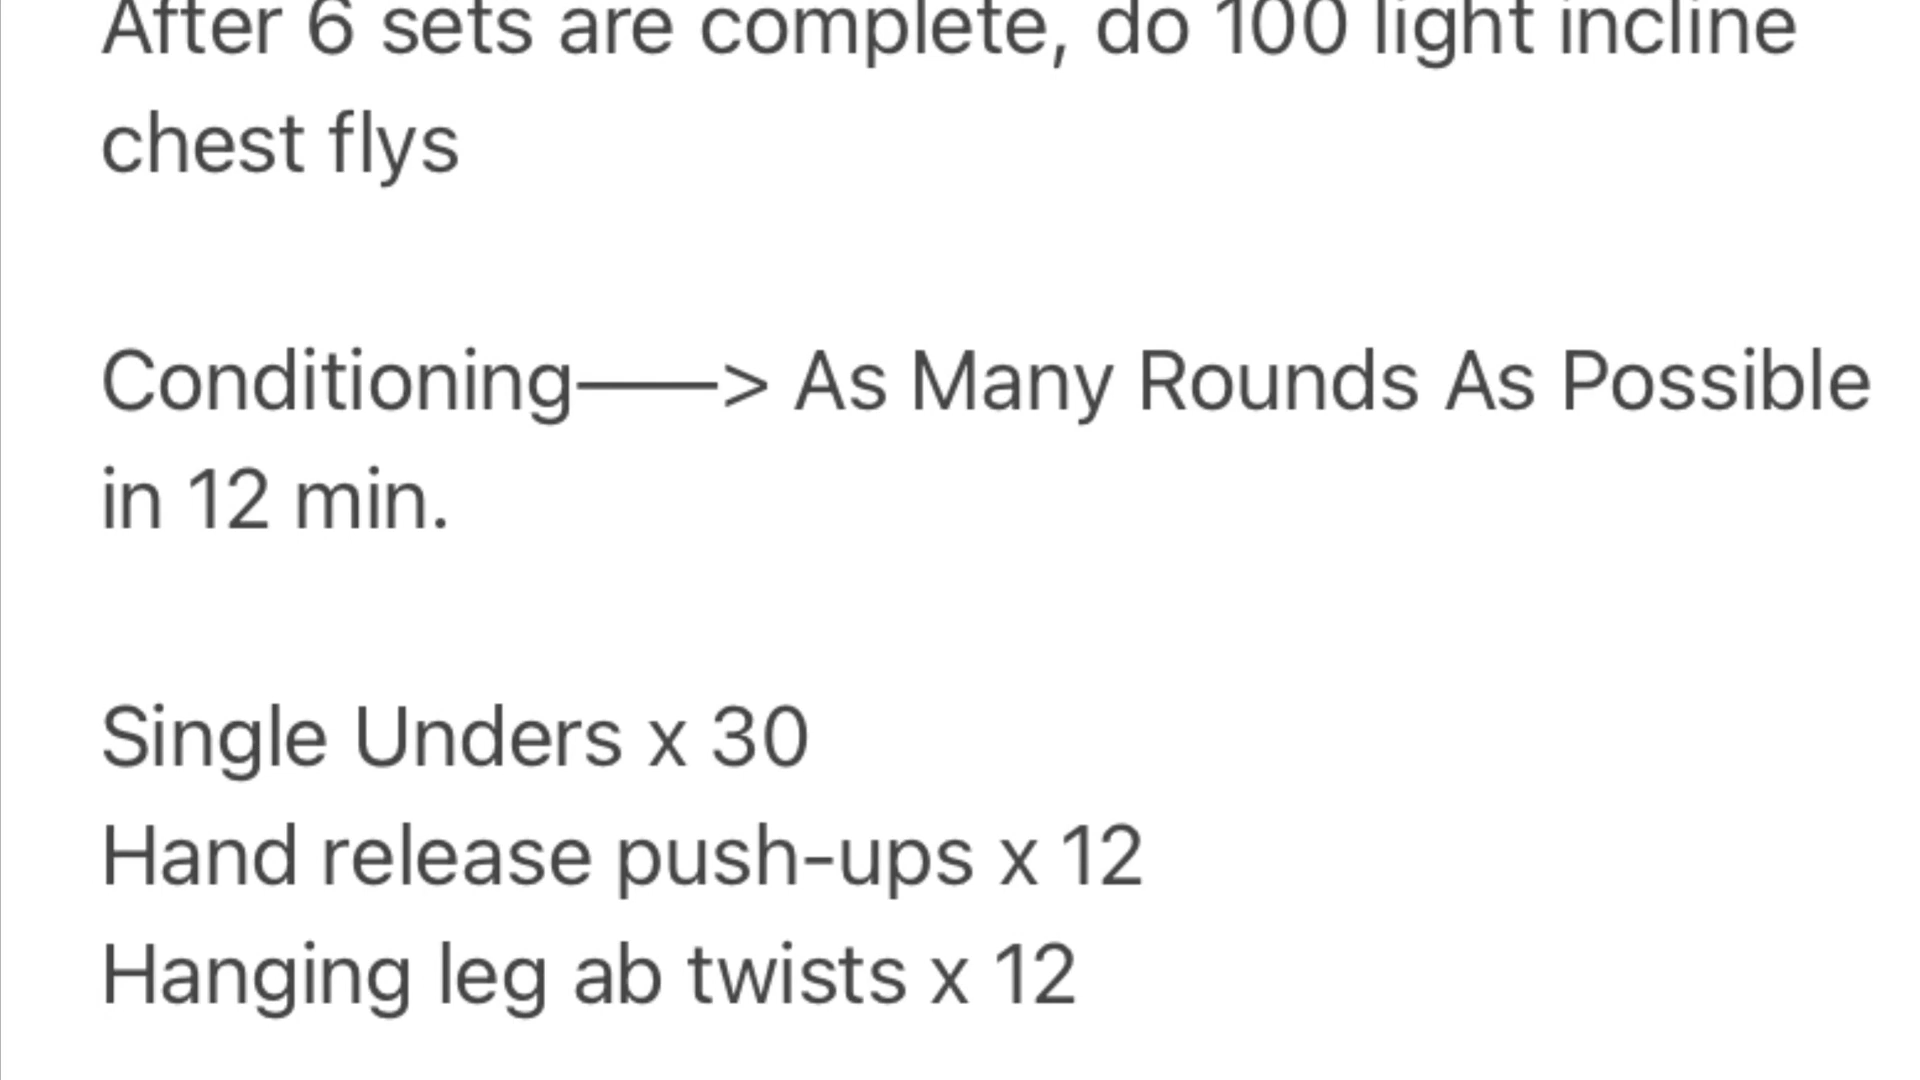 After 6 sets are complete, do 100 light incline
chest flys
Conditioning——> As Many Rounds As Possible
in 12 min.
Single Unders x 30
Hand release push-ups x 12
Hanging leg ab twists x 12